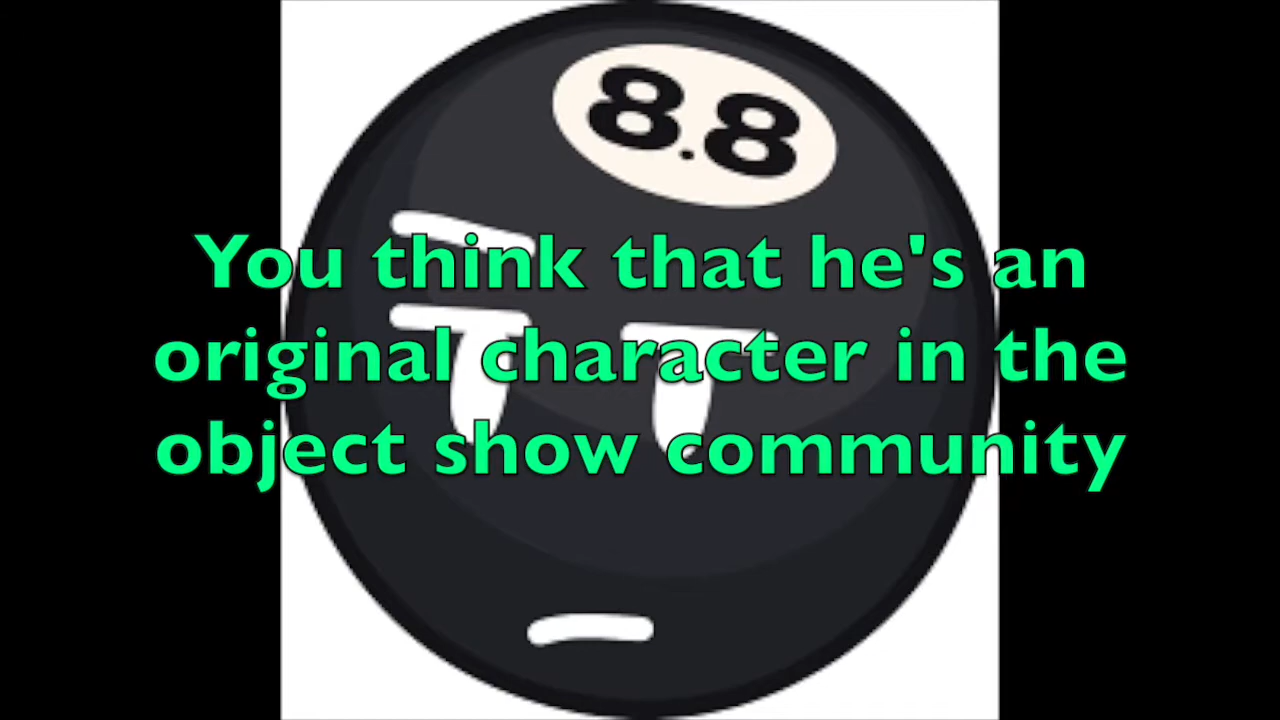 8.8
You think that he's an
original character in the
object show community